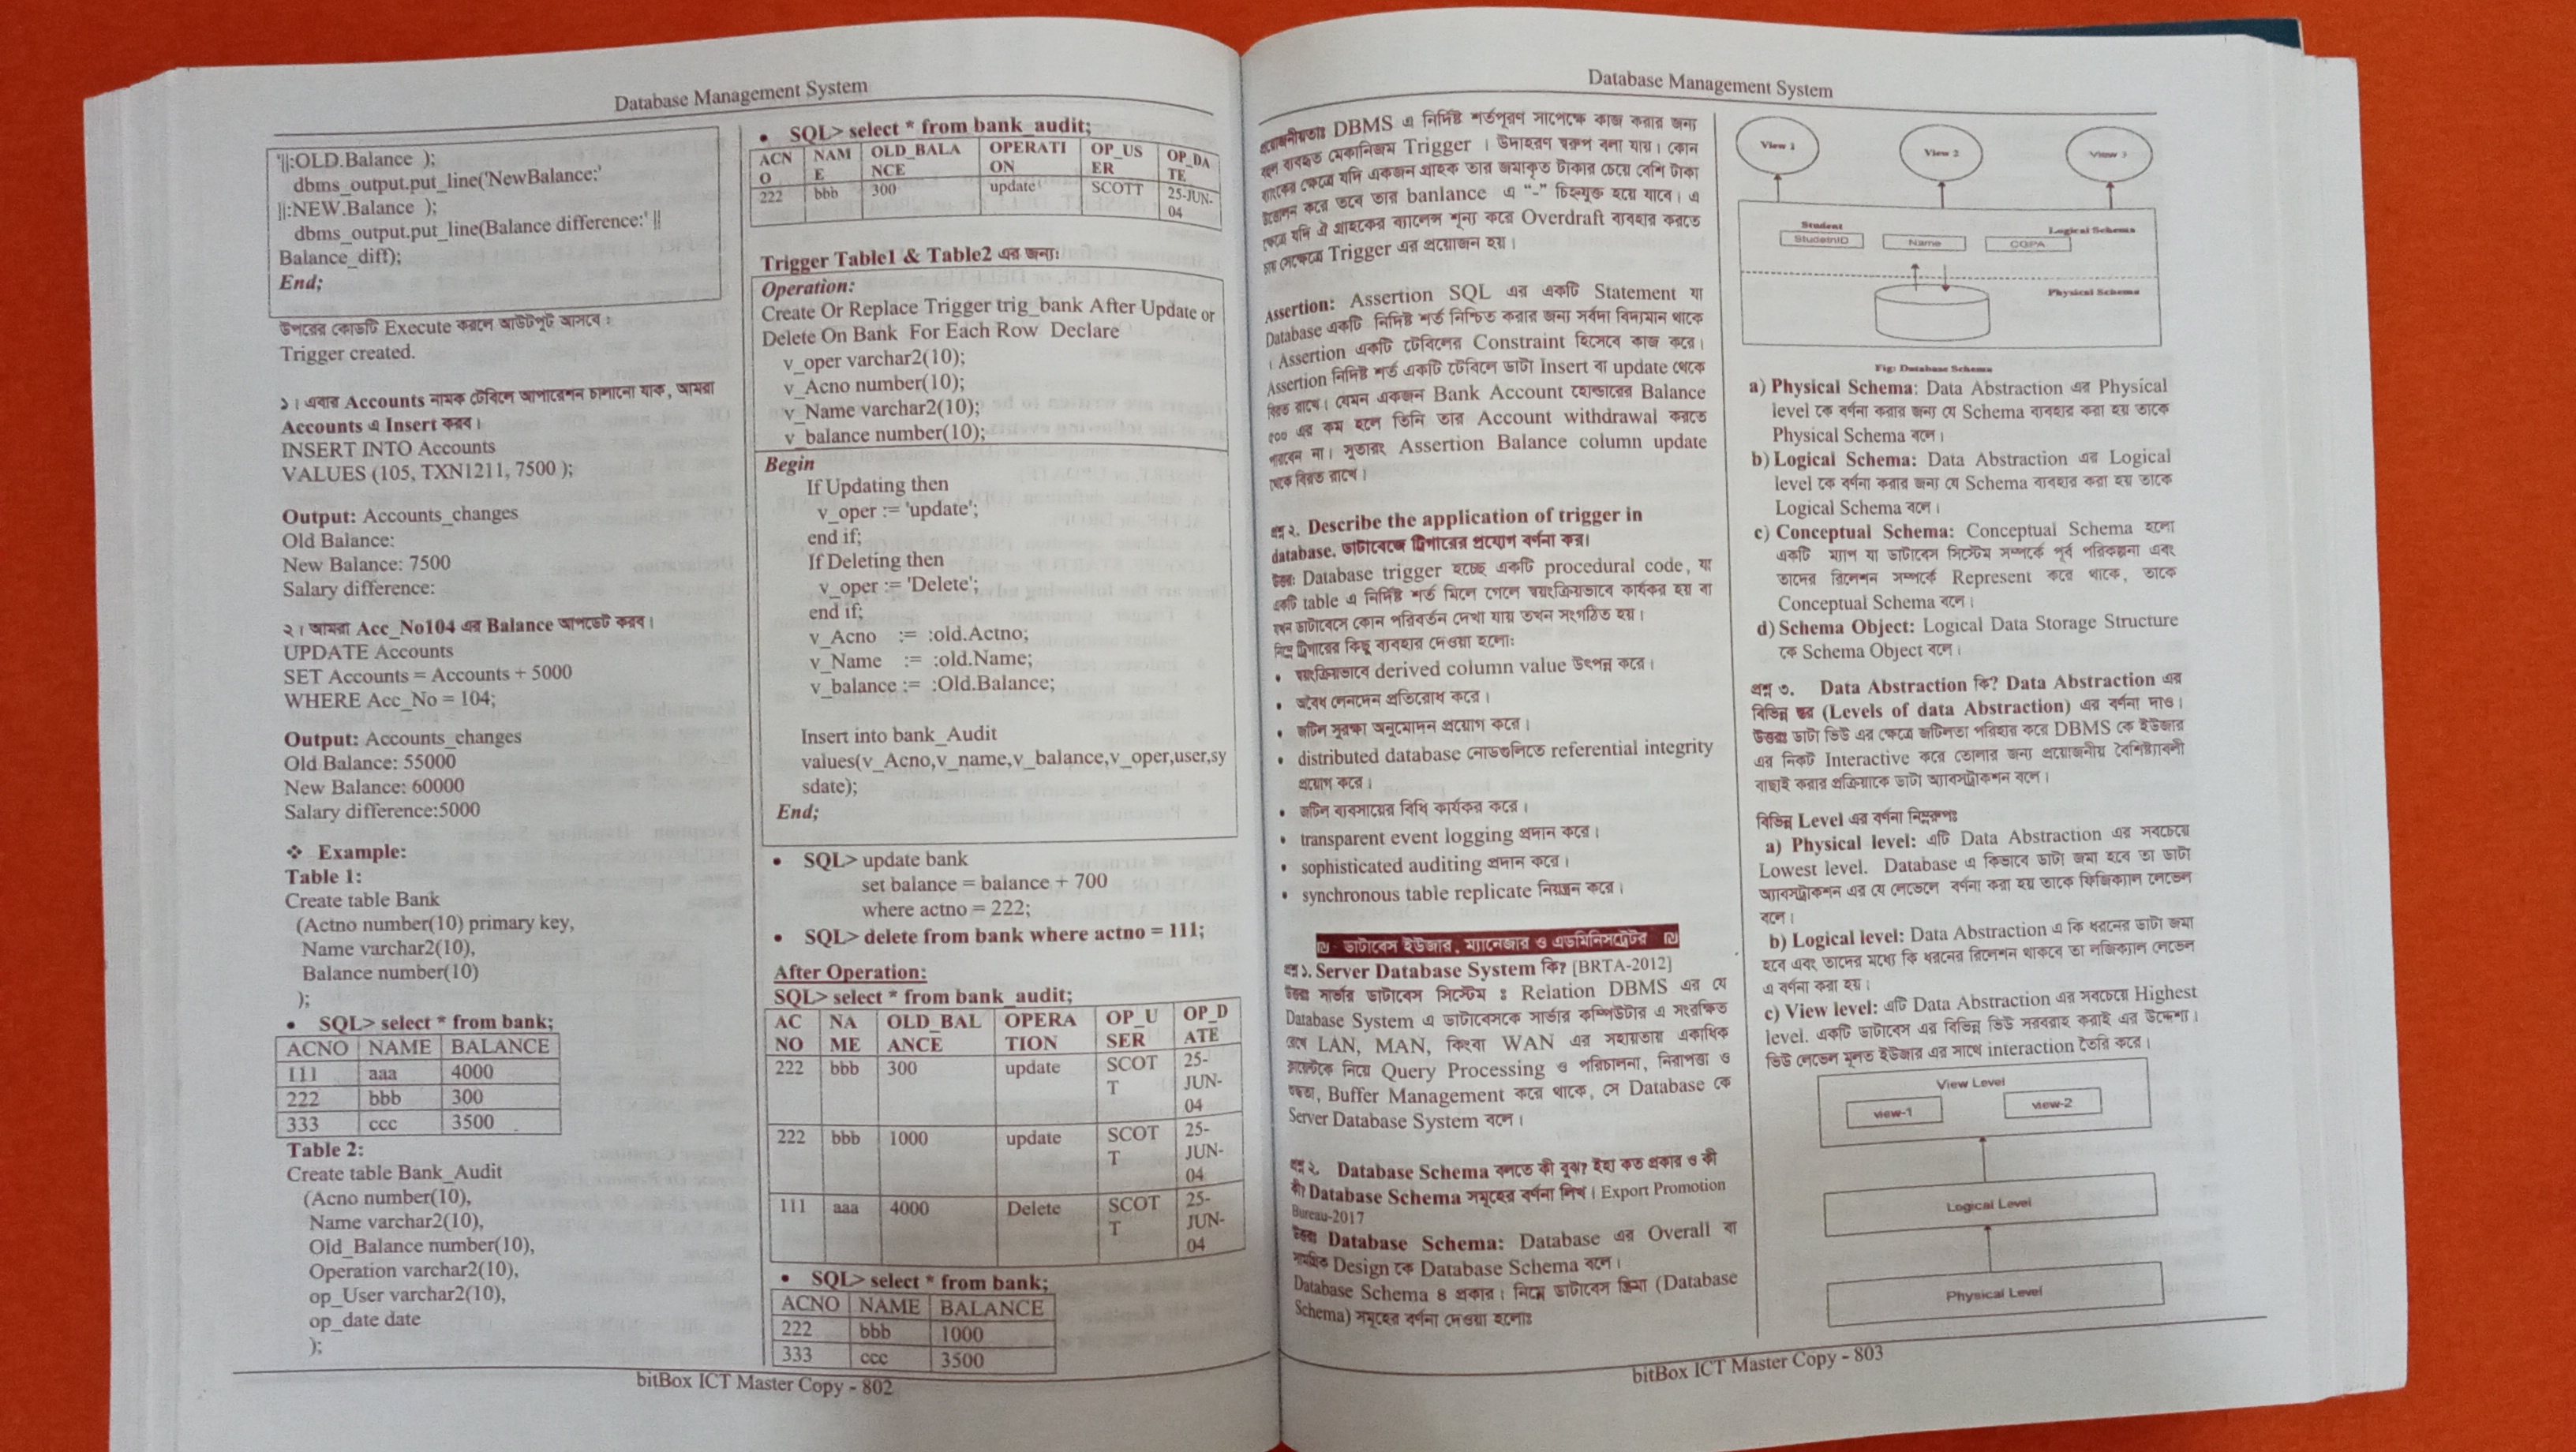 Database Management System
'||:OLD.Balance );
dbms_output.put_line('NewBalance:'
||:NEW.Balance );
dbms_output.put_line(Balance difference:' ||
Balance_diff);
End;
উপরের কোডটি Execute করলে আউটপুট আসবে :
Trigger created.
১। এবার Accounts নামক টেবিলে আপারেশন চালানো যাক, আমরা
Accounts এ Insert করব।
INSERT INTO Accounts
VALUES (105, TXN1211, 7500 );
Output: Accounts_changes
Old Balance:
New Balance: 7500
Salary difference:
২। আমরা Acc_No104 এর Balance আপডেট করব।
UPDATE Accounts
SET Accounts = Accounts + 5000
WHERE Acc_No = 104;
Output: Accounts_changes
Old Balance: 55000
New Balance: 60000
Salary difference:5000
❖ Example:
Table 1:
Create table Bank
(Actno number(10) primary key,
Name varchar2(10),
Balance number(10)
);
• SQL> select * from bank;
ACNO NAME BALANCE
111 aaa 4000
222 bbb 300
333 ccc 3500
Table 2:
Create table Bank_Audit
(Acno number(10),
Name varchar2(10),
Old_Balance number(10),
Operation varchar2(10),
op_User varchar2(10),
op_date date
);
• SQL> select * from bank_audit;
ACN NAM OLD_BALA OPERATI OP_US OP_DA
O E NCE ON ER TE
222 bbb 300 update SCOTT 25-JUN-
04
Trigger Table1 & Table2 এর জন্য:
Operation:
Create Or Replace Trigger trig_bank After Update or
Delete On Bank For Each Row Declare
v_oper varchar2(10);
v_Acno number(10);
v_Name varchar2(10);
v_balance number(10);
Begin
If Updating then
v_oper := 'update';
end if;
If Deleting then
v_oper := 'Delete';
end if;
v_Acno := :old.Actno;
v_Name := :old.Name;
v_balance := :Old.Balance;
Insert into bank_Audit
values(v_Acno,v_name,v_balance,v_oper,user,sy
sdate);
End;
• SQL> update bank
set balance = balance + 700
where actno = 222;
• SQL> delete from bank where actno = 111;
After Operation:
SQL> select * from bank_audit;
AC NA OLD_BAL OPERA OP_U OP_D
NO ME ANCE TION SER ATE
222 bbb 300 update SCOT 25-
T JUN-
04
222 bbb 1000 update SCOT 25-
T JUN-
04
111 aaa 4000 Delete SCOT 25-
T JUN-
04
• SQL> select * from bank;
ACNO NAME BALANCE
222 bbb 1000
333 ccc 3500
bitBox ICT Master Copy - 802
Database Management System
প্রয়োজনীয়তাঃ DBMS এ নির্দিষ্ট শর্তপূরণ সাপেক্ষে কাজ করার জন্য
ব্যবহৃত মেকানিজম Trigger । উদাহরণ স্বরুপ বলা যায়। কোন
ব্যাংকের ক্ষেত্রে যদি একজন গ্রাহক তার জমাকৃত টাকার চেয়ে বেশি টাকা
উত্তোলন করে তবে তার banlance এ “-” চিহ্নযুক্ত হয়ে যাবে। এ
ক্ষেত্রে যদি ঐ গ্রাহকের ব্যালেন্স শূন্য করে Overdraft ব্যবহার করতে
চায় সেক্ষেত্রে Trigger এর প্রয়োজন হয়।
Assertion: Assertion SQL এর একটি Statement যা
Database একটি নির্দিষ্ট শর্ত নিশ্চিত করার জন্য সর্বদা বিদ্যমান থাকে
। Assertion একটি টেবিলের Constraint হিসেবে কাজ করে।
Assertion নির্দিষ্ট শর্ত একটি টেবিলে ডাটা Insert বা update থেকে
বিরত রাখে। যেমন একজন Bank Account হোল্ডারের Balance
৫০০ এর কম হলে তিনি তার Account withdrawal করতে
পারবেন না। সুতারং Assertion Balance column update
থেকে বিরত রাখে।
প্রশ্ন ২. Describe the application of trigger in
database. ডাটাবেজে ট্রিগারের প্রয়োগ বর্ণনা কর।
উত্তর: Database trigger হচ্ছে একটি procedural code, যা
একটি table এ নির্দিষ্ট শর্ত মিলে গেলে স্বয়ংক্রিয়ভাবে কার্যকর হয় বা
যখন ডাটাবেসে কোন পরিবর্তন দেখা যায় তখন সংগঠিত হয়।
নিম্নে ট্রিগারের কিছু ব্যবহার দেওয়া হলো:
• স্বয়ংক্রিয়ভাবে derived column value উৎপন্ন করে।
• অবৈধ লেনদেন প্রতিরোধ করে।
• জটিল সুরক্ষা অনুমোদন প্রয়োগ করে।
• distributed database নোডগুলিতে referential integrity
প্রয়োগ করে।
• জটিল ব্যবসায়ের বিধি কার্যকর করে।
• transparent event logging প্রদান করে।
• sophisticated auditing প্রদান করে।
• synchronous table replicate নিয়ন্ত্রন করে।
ডাটাবেস ইউজার, ম্যানেজার ও এডমিনিসট্রেটর
প্রশ্ন ১. Server Database System কি? [BRTA-2012]
উত্তরঃ সার্ভার ডাটাবেস সিস্টেম : Relation DBMS এর যে
Database System এ ডাটাবেসকে সার্ভার কম্পিউটার এ সংরক্ষিত
রেখে LAN, MAN, কিংবা WAN এর সহায়তায় একাধিক
ক্লায়েন্টকে নিয়ে Query Processing ও পরিচালনা, নিরাপত্তা ও
Buffer Management করে থাকে, সে Database কে
Server Database System বলে।
প্রশ্ন ২. Database Schema বলতে কী বুঝ? ইহা কত প্রকার ও কী
কী? Database Schema সমূহের বর্ণনা লিখ। Export Promotion
Bureau-2017
উত্তরঃ Database Schema: Database এর Overall বা
সামগ্রিক Design কে Database Schema বলে।
Database Schema ৪ প্রকার। নিম্নে ডাটাবেস স্কিমা (Database
Schema) সমূহের বর্ণনা দেওয়া হলোঃ
View 1 View 2 View 3
Student Logical Schema
StudetnID Name CGPA
Physical Schema
Fig: Database Schema
a) Physical Schema: Data Abstraction এর Physical
level কে বর্ণনা করার জন্য যে Schema ব্যবহার করা হয় তাকে
Physical Schema বলে।
b) Logical Schema: Data Abstraction এর Logical
level কে বর্ণনা করার জন্য যে Schema ব্যবহার করা হয় তাকে
Logical Schema বলে।
c) Conceptual Schema: Conceptual Schema হলো
একটি ম্যাপ যা ডাটাবেস সিস্টেম সম্পর্কে পূর্ব পরিকল্পনা এবং
তাদের রিলেশন সম্পর্কে Represent করে থাকে, তাকে
Conceptual Schema বলে।
d) Schema Object: Logical Data Storage Structure
কে Schema Object বলে।
প্রশ্ন ৩. Data Abstraction কি? Data Abstraction এর
বিভিন্ন স্তর (Levels of data Abstraction) এর বর্ণনা দাও।
উত্তরঃ ডাটা ভিউ এর ক্ষেত্রে জটিলতা পরিহার করে DBMS কে ইউজার
এর নিকট Interactive করে তোলার জন্য প্রয়োজনীয় বৈশিষ্ট্যাবলী
বাছাই করার প্রক্রিয়াকে ডাটা অ্যাবসট্রাকশন বলে।
বিভিন্ন Level এর বর্ণনা নিম্নরূপঃ
a) Physical level: এটি Data Abstraction এর সবচেয়ে
Lowest level. Database এ কিভাবে ডাটা জমা হবে তা ডাটা
অ্যাবসট্রাকশন এর যে লেভেলে বর্ণনা করা হয় তাকে ফিজিক্যাল লেভেল
বলে।
b) Logical level: Data Abstraction এ কি ধরনের ডাটা জমা
হবে এবং তাদের মধ্যে কি ধরনের রিলেশন থাকবে তা লজিক্যাল লেভেল
এ বর্ণনা করা হয়।
c) View level: এটি Data Abstraction এর সবচেয়ে Highest
level. একটি ডাটাবেস এর বিভিন্ন ভিউ সরবরাহ করাই এর উদ্দেশ্য।
ভিউ লেভেল মূলত ইউজার এর সাথে interaction তৈরি করে।
View Level
view-1 view-2
Logical Level
Physical Level
bitBox ICT Master Copy - 803